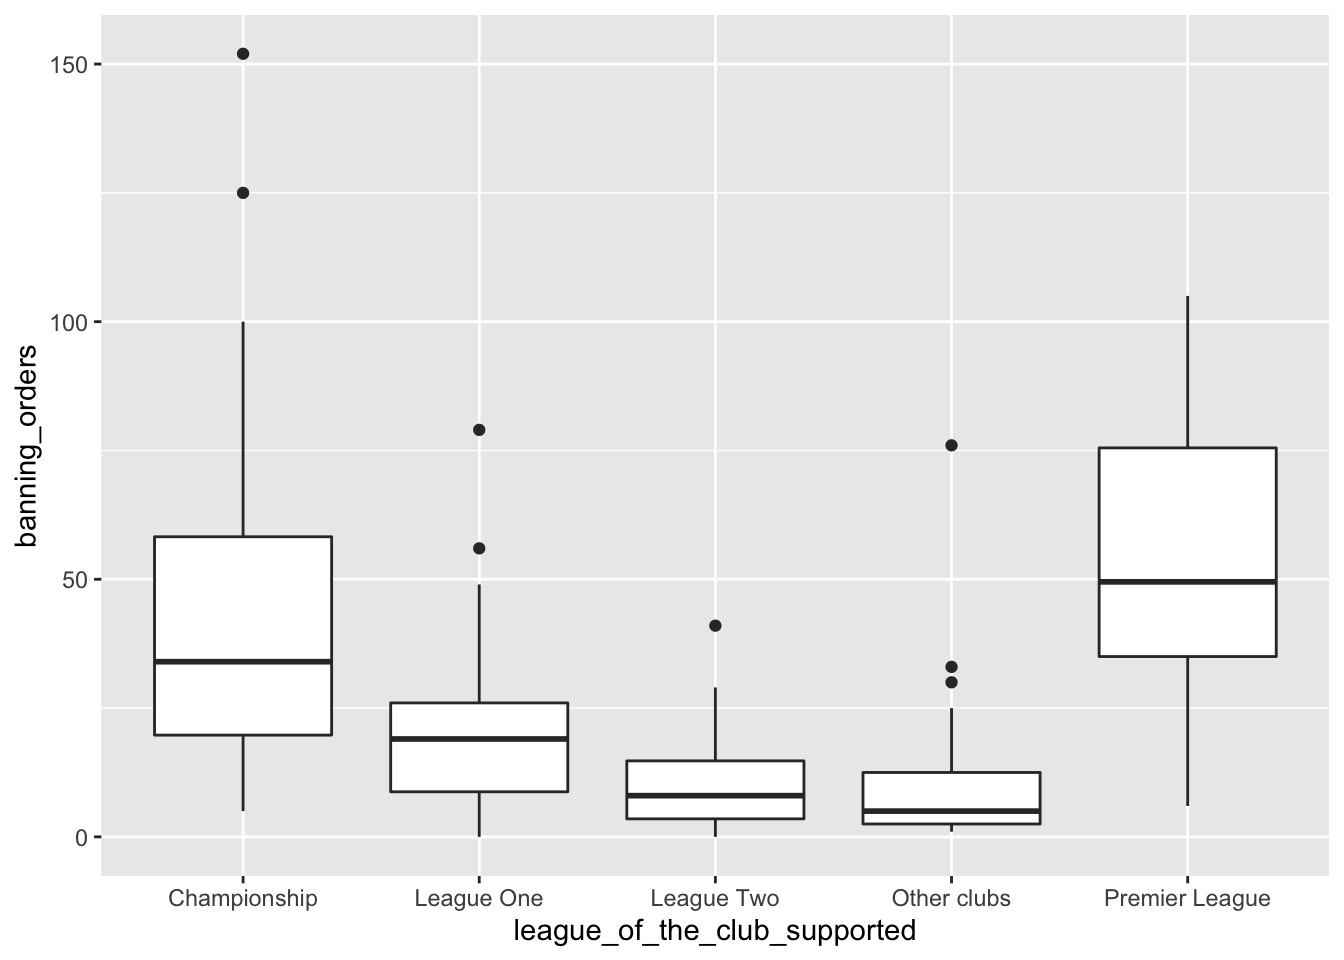 150
100
50
0
banning_orders
Championship League One League Two Other clubs Premier League
league_of_the_club_supported